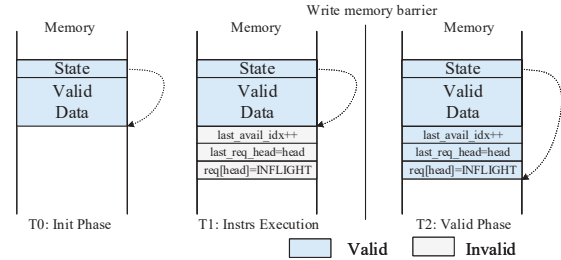 Write memory barrier
Memory
Memory
Memory
State
Valid
Data
State
Valid
Data
last_avail_idx++
last_req_head=head
req[head]=INFLIGHT
State
Valid
Data
last_avail_idx++
last_req_head=head
req[head]=INFLIGHT
T0: Init Phase
T1: Instrs Execution
T2: Valid Phase
Valid
Invalid